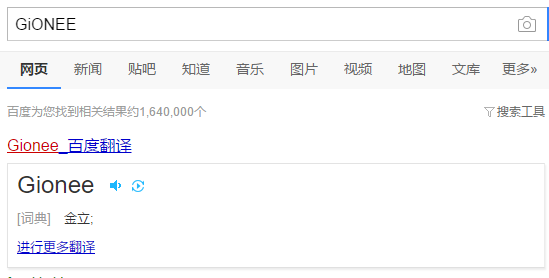 GiONEE
网页 新闻 贴吧 知道 音乐 图片 视频 地图 文库 更多»
百度为您找到相关结果约1,640,000个 搜索工具
Gionee_百度翻译
Gionee
[词典] 金立;
进行更多翻译